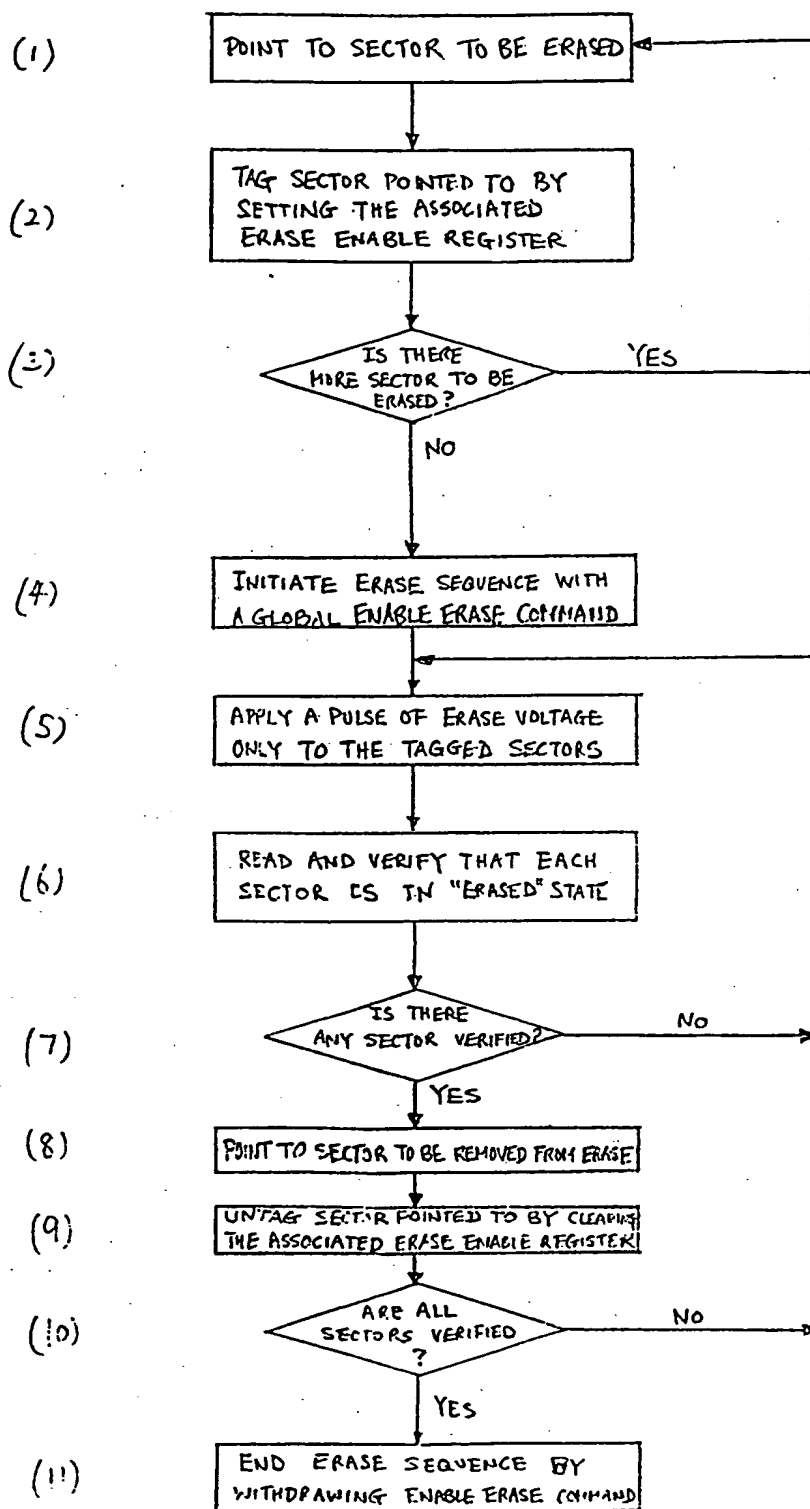 (1)
POINT TO SECTOR TO BE ERASED
(2)
TAG SECTOR POINTED TO BY
SETTING THE ASSOCIATED
ERASE ENABLE REGISTER
(3)
IS THERE
MORE SECTOR TO BE
ERASED?
YES
NO
(4)
INITIATE ERASE SEQUENCE WITH
A GLOBAL ENABLE ERASE COMMAND
(5)
APPLY A PULSE OF ERASE VOLTAGE
ONLY TO THE TAGGED SECTORS
(6)
READ AND VERIFY THAT EACH
SECTOR IS IN "ERASED" STATE
(7)
IS THERE
ANY SECTOR VERIFIED?
NO
YES
(8)
POINT TO SECTOR TO BE REMOVED FROM ERASE
(9)
UNTAG SECTOR POINTED TO BY CLEARING
THE ASSOCIATED ERASE ENABLE REGISTER
(10)
ARE ALL
SECTORS VERIFIED
?
NO
YES
(11)
END ERASE SEQUENCE BY
WITHDRAWING ENABLE ERASE COMMAND